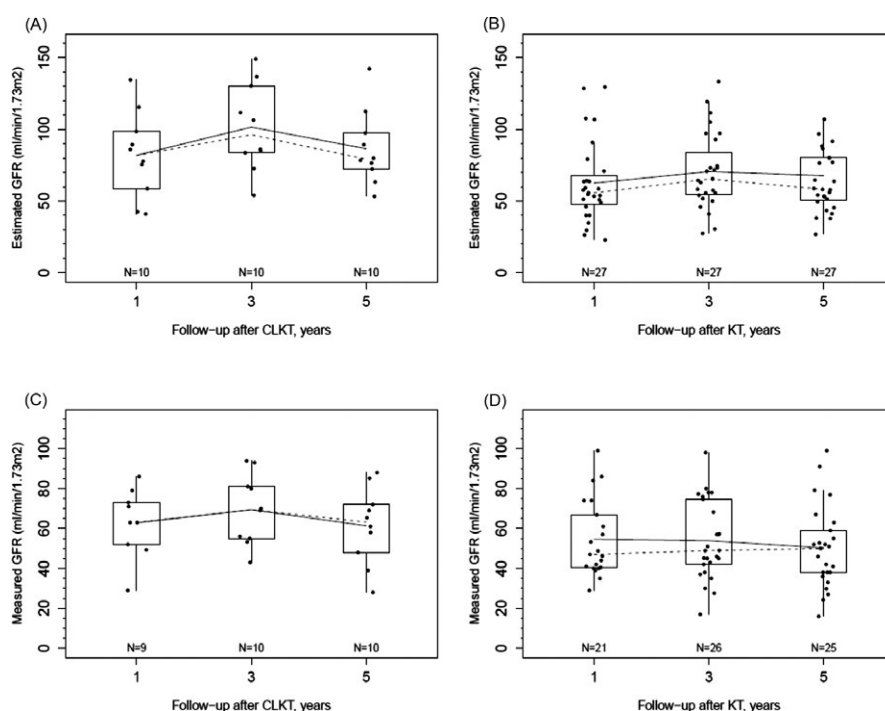 (A)
Estimated GFR (ml/min/1.73m2)
150
100
50
0
N=10
N=10
N=10
1
3
5
Follow-up after CLKT, years
(B)
Estimated GFR (ml/min/1.73m2)
150
100
50
0
N=27
N=27
N=27
1
3
5
Follow-up after KT, years
(C)
Measured GFR (ml/min/1.73m2)
100
80
60
40
20
0
N=9
N=10
N=10
1
3
5
Follow-up after CLKT, years
(D)
Measured GFR (ml/min/1.73m2)
100
80
60
40
20
0
N=21
N=26
N=25
1
3
5
Follow-up after KT, years